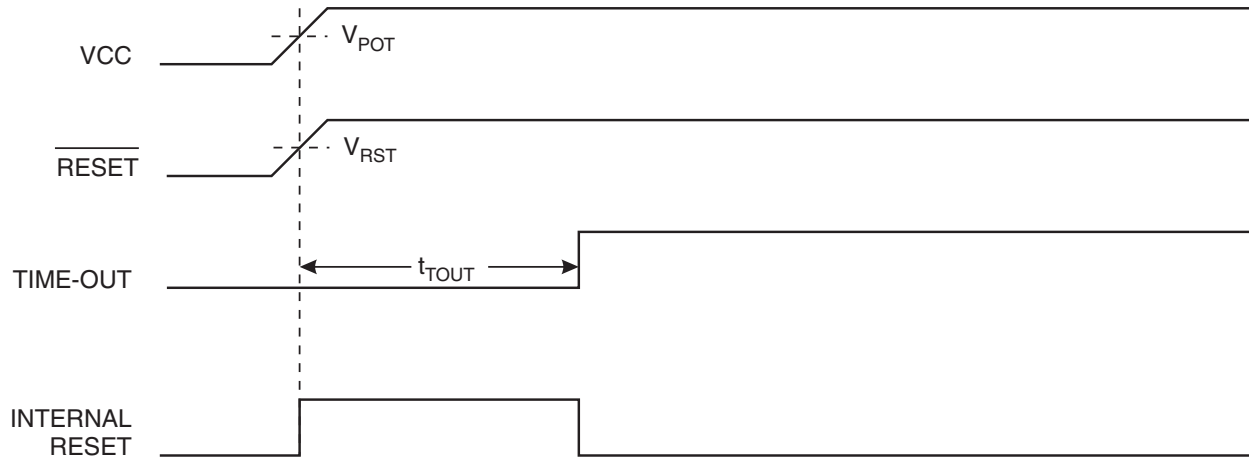 VCC
VPOT
RESET
VRST
TIME-OUT
tTOUT
INTERNAL
RESET